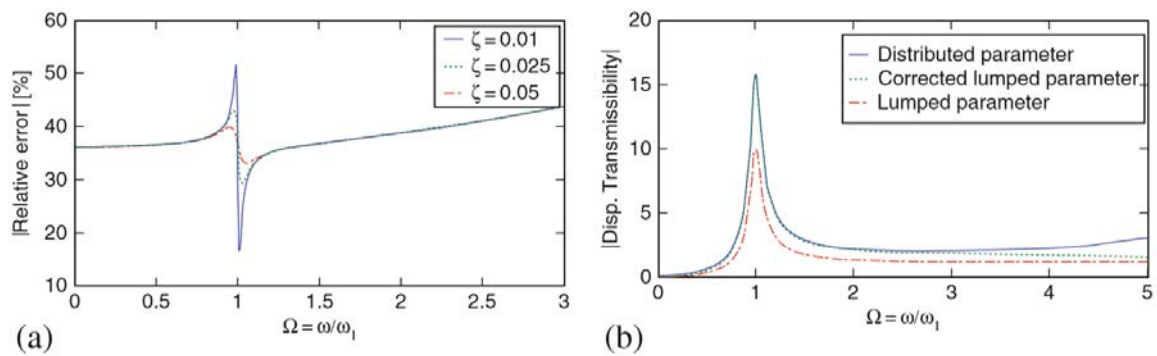 60
50
40
30
20
10
|Relative error| [%]
ζ = 0.01
ζ = 0.025
ζ = 0.05
0 0.5 1 1.5 2 2.5 3
Ω = ω/ω1
(a)
20
15
10
5
0
|Disp. Transmissibility|
Distributed parameter
Corrected lumped parameter
Lumped parameter
0 1 2 3 4 5
Ω = ω/ω1
(b)